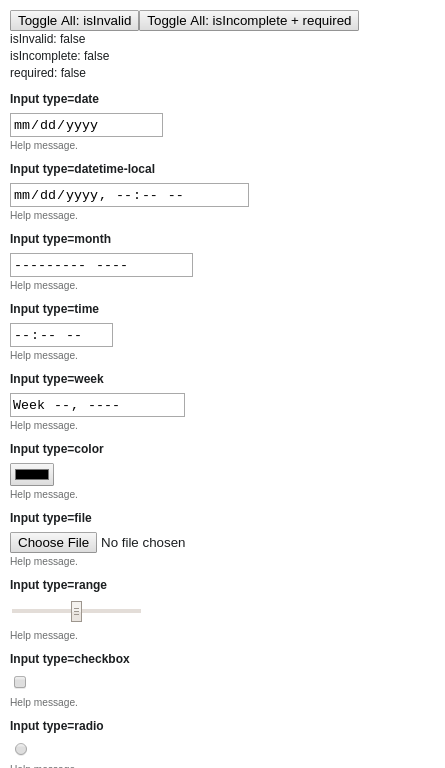 Toggle All: isInvalid Toggle All: isIncomplete + required
isInvalid: false
isIncomplete: false
required: false
Input type=date
mm/dd/yyyy
Help message.
Input type=datetime-local
mm/dd/yyyy, --:-- --
Help message.
Input type=month
--------- ----
Help message.
Input type=time
--:-- --
Help message.
Input type=week
Week --, ----
Help message.
Input type=color
Help message.
Input type=file
Choose File No file chosen
Help message.
Input type=range
Help message.
Input type=checkbox
Help message.
Input type=radio
Help message.